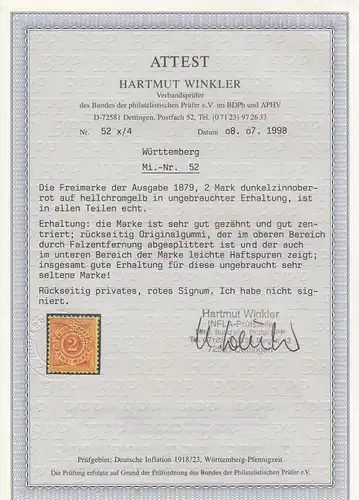 ATTEST
HARTMUT WINKLER
Verbandsprüfer
des Bundes der philatelistischen Prüfer e.V. im BDPh und APHV
D-72581 Dettingen, Postfach 52, Tel. (0 71 23) 97 26 33
Nr. 52 x/4 Datum 08. 07. 1998
Württemberg
Mi.-Nr. 52
Die Freimarke der Ausgabe 1879, 2 Mark dunkelzinnober-
rot auf hellchromgelb in ungebrauchter Erhaltung, ist
in allen Teilen echt.
Erhaltung: die Marke ist sehr gut gezähnt und gut zen-
triert; rückseitig Originalgummi, der im oberen Bereich
durch Falzentfernung abgesplittert ist und der auch
im unteren Bereich der Marke leichte Haftspuren zeigt;
insgesamt gute Erhaltung für diese ungebraucht sehr
seltene Marke!
Rückseitig privates, rotes Signum. Ich habe nicht sig-
niert.
Hartmut Winkler
INFLA-Prüfstelle
72581 Dettingen
2
Prüfgebiet: Deutsche Inflation 1918/23, Württemberg-Pfennigzeit
Die Prüfung erfolgte auf Grund der Prüfordnung des Bundes der Philatelistischen Prüfer e.V.